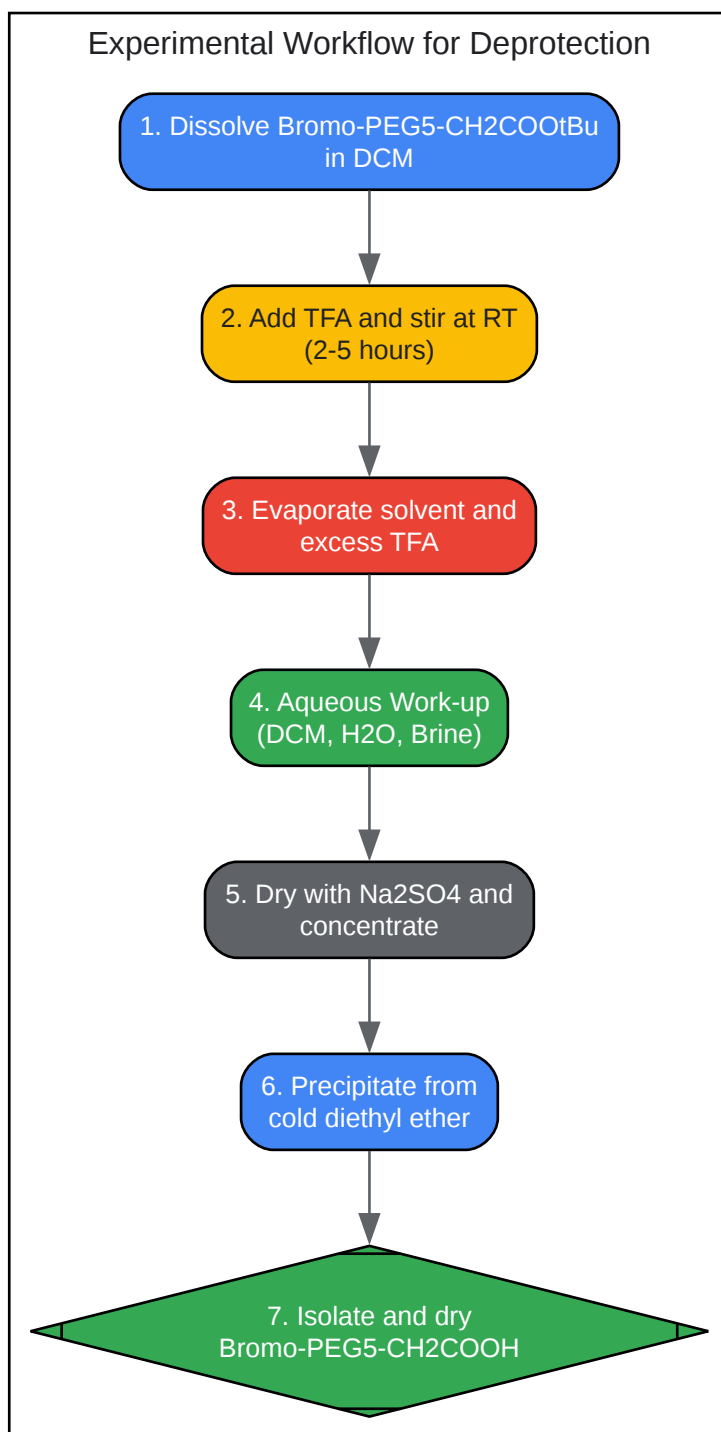 Experimental Workflow for Deprotection
1. Dissolve Bromo-PEG5-CH2COOtBu
in DCM
2. Add TFA and stir at RT
(2-5 hours)
3. Evaporate solvent and
excess TFA
4. Aqueous Work-up
(DCM, H2O, Brine)
5. Dry with Na2SO4 and
concentrate
6. Precipitate from
cold diethyl ether
7. Isolate and dry
Bromo-PEG5-CH2COOH